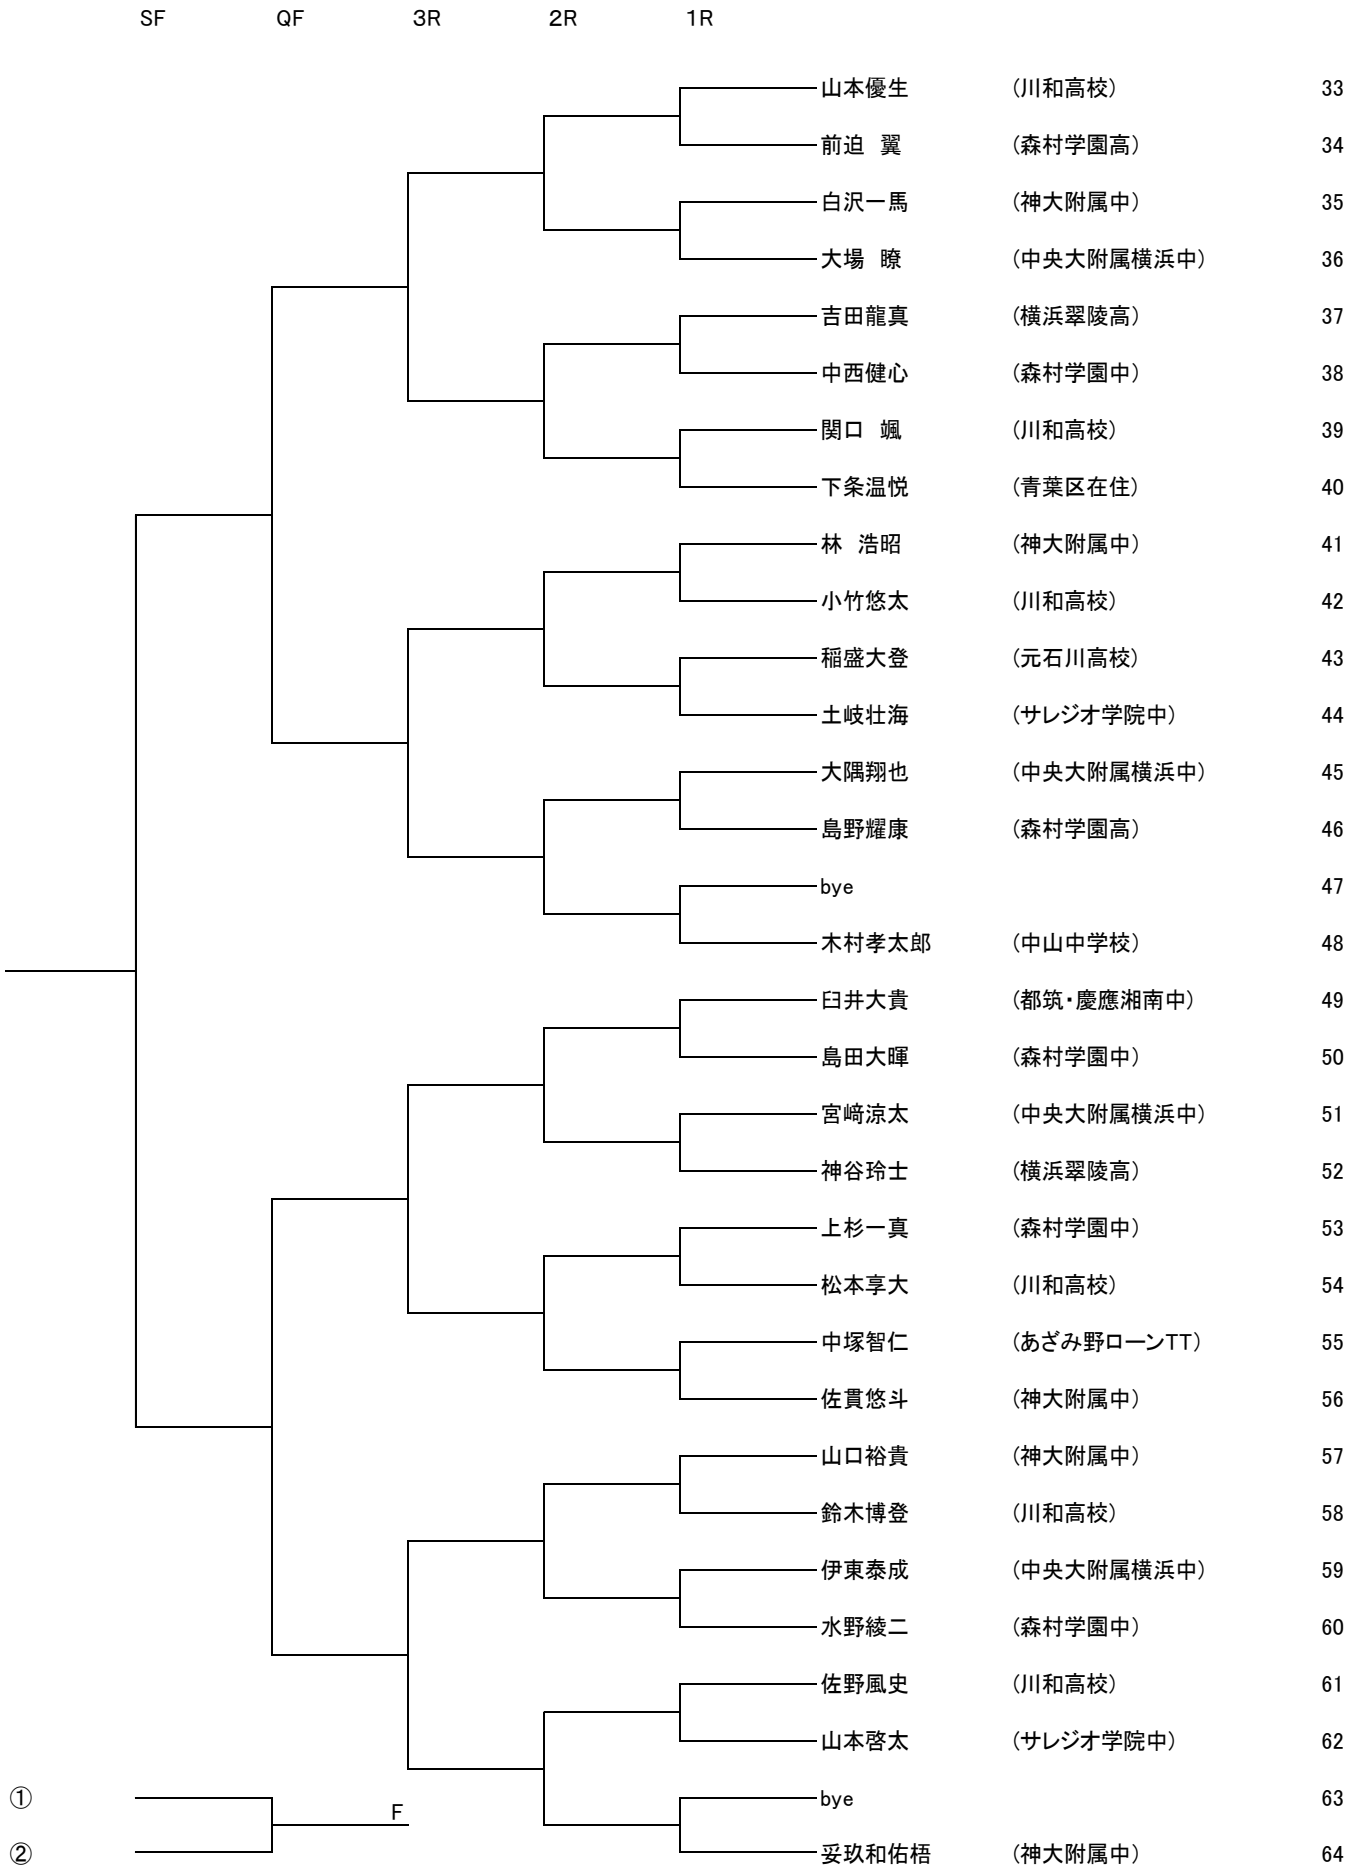 SF QF 3R 2R 1R
山本優生 (川和高校) 33
前迫 翼 (森村学園高) 34
白沢一馬 (神大附属中) 35
大場 瞭 (中央大附属横浜中) 36
吉田龍真 (横浜翠陵高) 37
中西健心 (森村学園中) 38
関口 颯 (川和高校) 39
下条温悦 (青葉区在住) 40
林 浩昭 (神大附属中) 41
小竹悠太 (川和高校) 42
稲盛大登 (元石川高校) 43
土岐壮海 (サレジオ学院中) 44
大隅翔也 (中央大附属横浜中) 45
島野耀康 (森村学園高) 46
bye 47
木村孝太郎 (中山中学校) 48
臼井大貴 (都筑・慶應湘南中) 49
島田大暉 (森村学園中) 50
宮﨑涼太 (中央大附属横浜中) 51
神谷玲士 (横浜翠陵高) 52
上杉一真 (森村学園中) 53
松本享大 (川和高校) 54
中塚智仁 (あざみ野ローンTT) 55
佐貫悠斗 (神大附属中) 56
山口裕貴 (神大附属中) 57
鈴木博登 (川和高校) 58
伊東泰成 (中央大附属横浜中) 59
水野綾二 (森村学園中) 60
佐野風史 (川和高校) 61
山本啓太 (サレジオ学院中) 62
① F bye 63
② 妥玖和佑梧 (神大附属中) 64